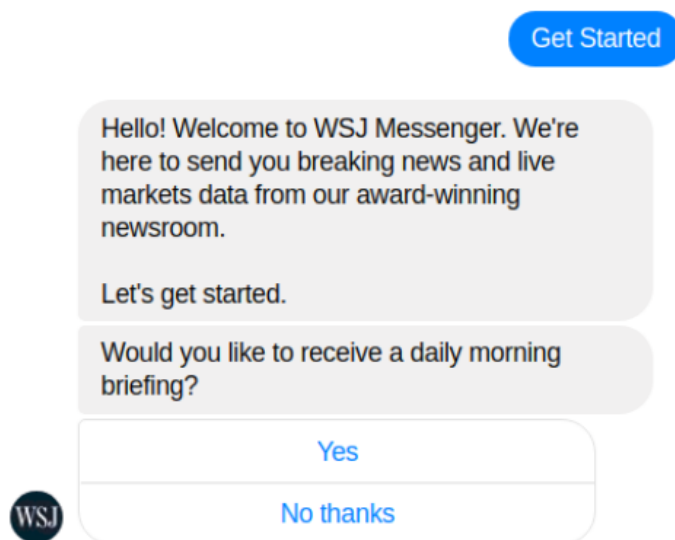 Get Started
Hello! Welcome to WSJ Messenger. We're
here to send you breaking news and live
markets data from our award-winning
newsroom.
Let's get started.
Would you like to receive a daily morning
briefing?
Yes
No thanks
WSJ